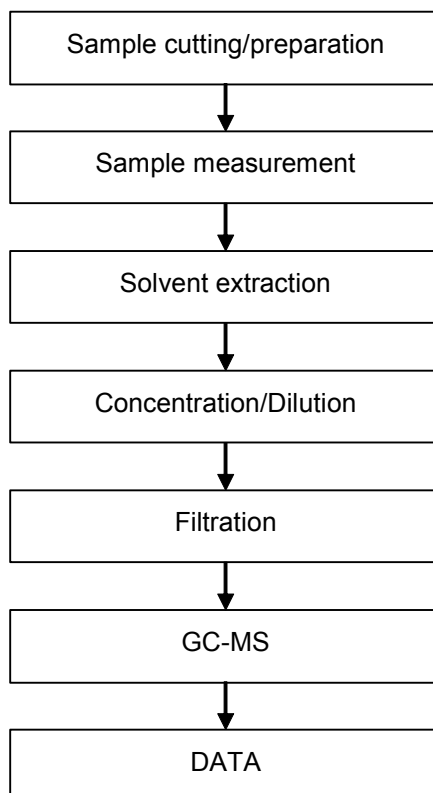 Sample cutting/preparation
Sample measurement
Solvent extraction
Concentration/Dilution
Filtration
GC-MS
DATA